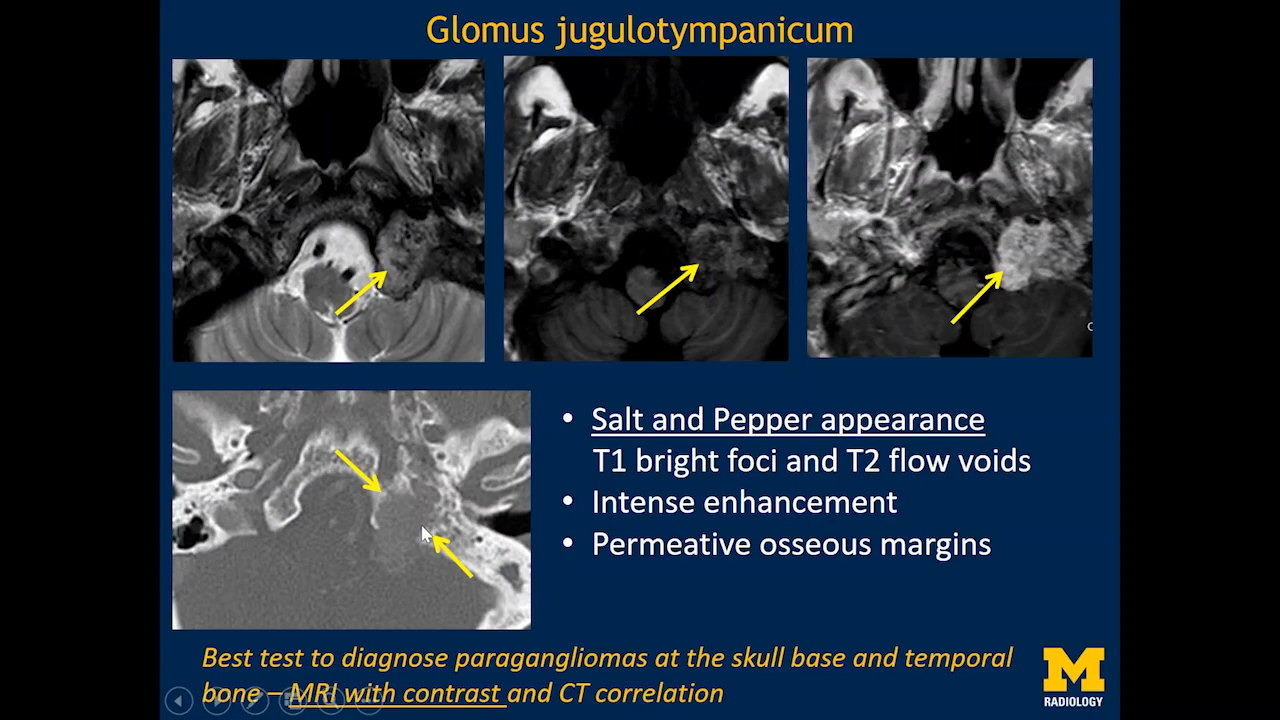 Glomus jugulotympanicum
C
• Salt and Pepper appearance
T1 bright foci and T2 flow voids
• Intense enhancement
• Permeative osseous margins
Best test to diagnose paragangliomas at the skull base and temporal
bone – MRI with contrast and CT correlation
M
RADIOLOGY